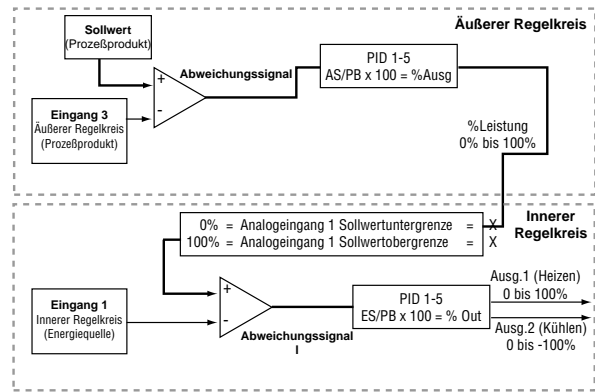 Äußerer Regelkreis
Sollwert
(Prozeßprodukt)
Abweichungssignal
PID 1-5
AS/PB x 100 = %Ausg
+
-
Eingang 3
Äußerer Regelkreis
(Prozeßprodukt)
%Leistung
0% bis 100%
Innerer
Regelkreis
0% = Analogeingang 1 Sollwertuntergrenze = X
100% = Analogeingang 1 Sollwertobergrenze = X
+
-
Eingang 1
Innerer Regelkreis
(Energiequelle)
Abweichungssignal
I
PID 1-5
ES/PB x 100 = % Out
Ausg.1 (Heizen)
0 bis 100%
Ausg.2 (Kühlen)
0 bis -100%